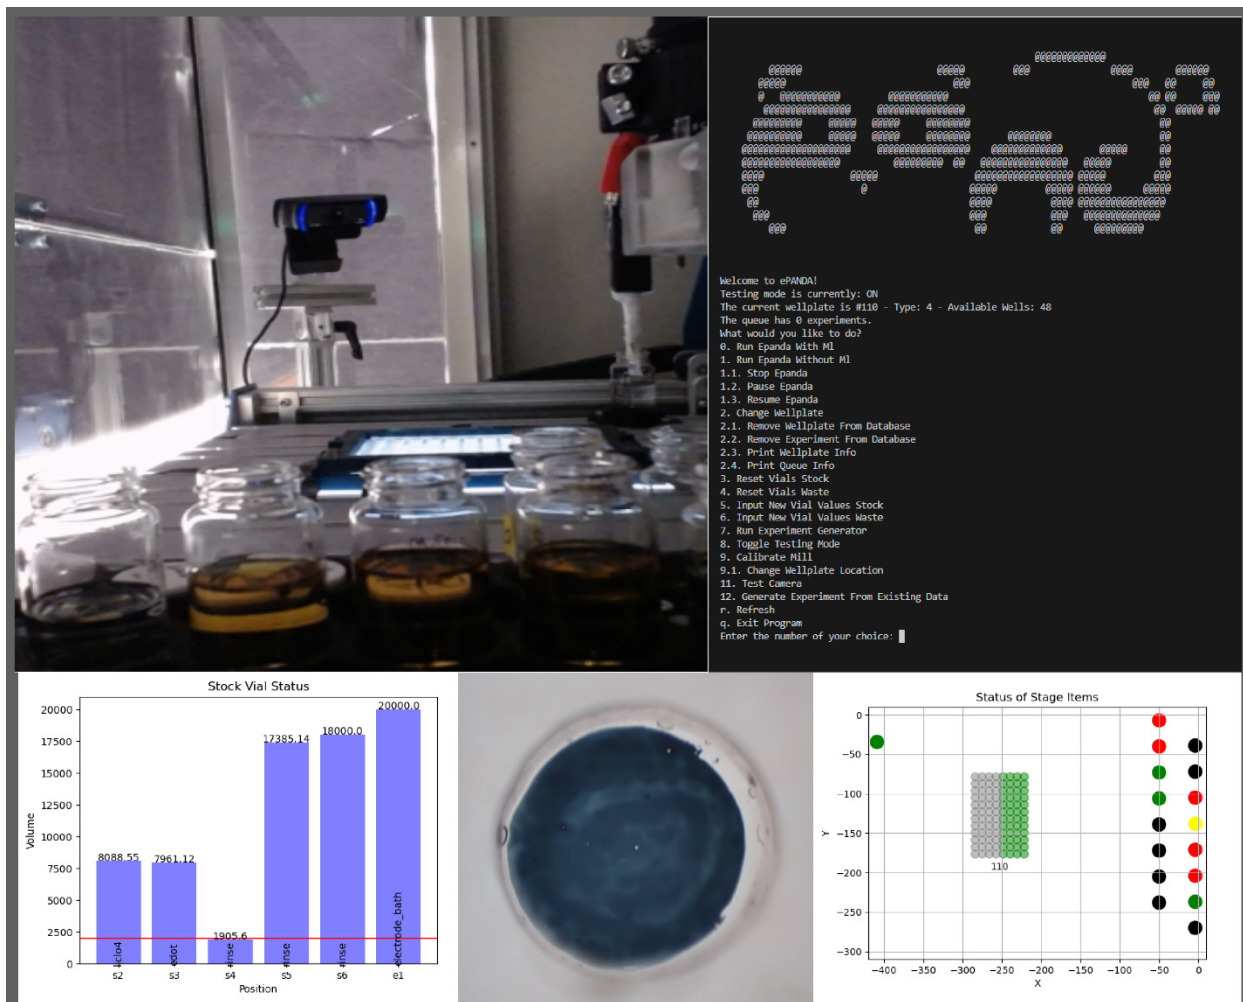 Welcome to ePANDA!
Testing mode is currently: ON
The current wellplate is #110 - Type: 4 - Available Wells: 48
The queue has 0 experiments.
What would you like to do?
0. Run Epanda With Ml
1. Run Epanda Without Ml
1.1. Stop Epanda
1.2. Pause Epanda
1.3. Resume Epanda
2. Change Wellplate
2.1. Remove Wellplate From Database
2.2. Remove Experiment From Database
2.3. Print Wellplate Info
2.4. Print Queue Info
3. Reset Vials Stock
4. Reset Vials Waste
5. Input New Vial Values Stock
6. Input New Vial Values Waste
7. Run Experiment Generator
8. Toggle Testing Mode
9. Calibrate Mill
9.1. Change Wellplate Location
11. Test Camera
12. Generate Experiment From Existing Data
r. Refresh
q. Exit Program
Enter the number of your choice:
Stock Vial Status
Volume
20000
17500
15000
12500
10000
7500
5000
2500
0
8088.55
7961.12
1905.6
17385.14
18000.0
20000.0
edot
rinse
rinse
rinse
electrode_bath
s2
s3
s4
s5
s6
e1
Position
Status of Stage Items
Y
0
−50
−100
−150
−200
−250
−300
110
−400
−350
−300
−250
−200
−150
−100
−50
0
X